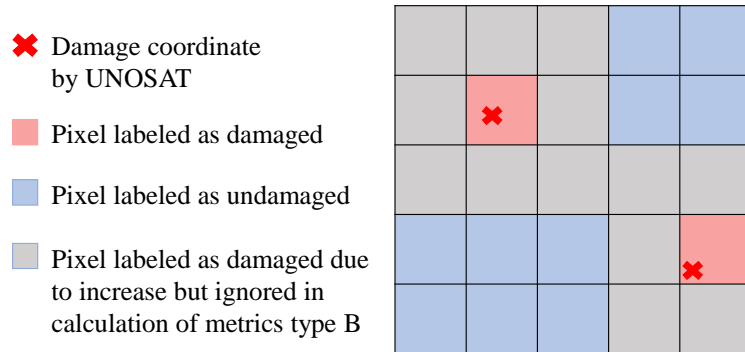 Damage coordinate
by UNOSAT
Pixel labeled as damaged
Pixel labeled as undamaged
Pixel labeled as damaged due
to increase but ignored in
calculation of metrics type B